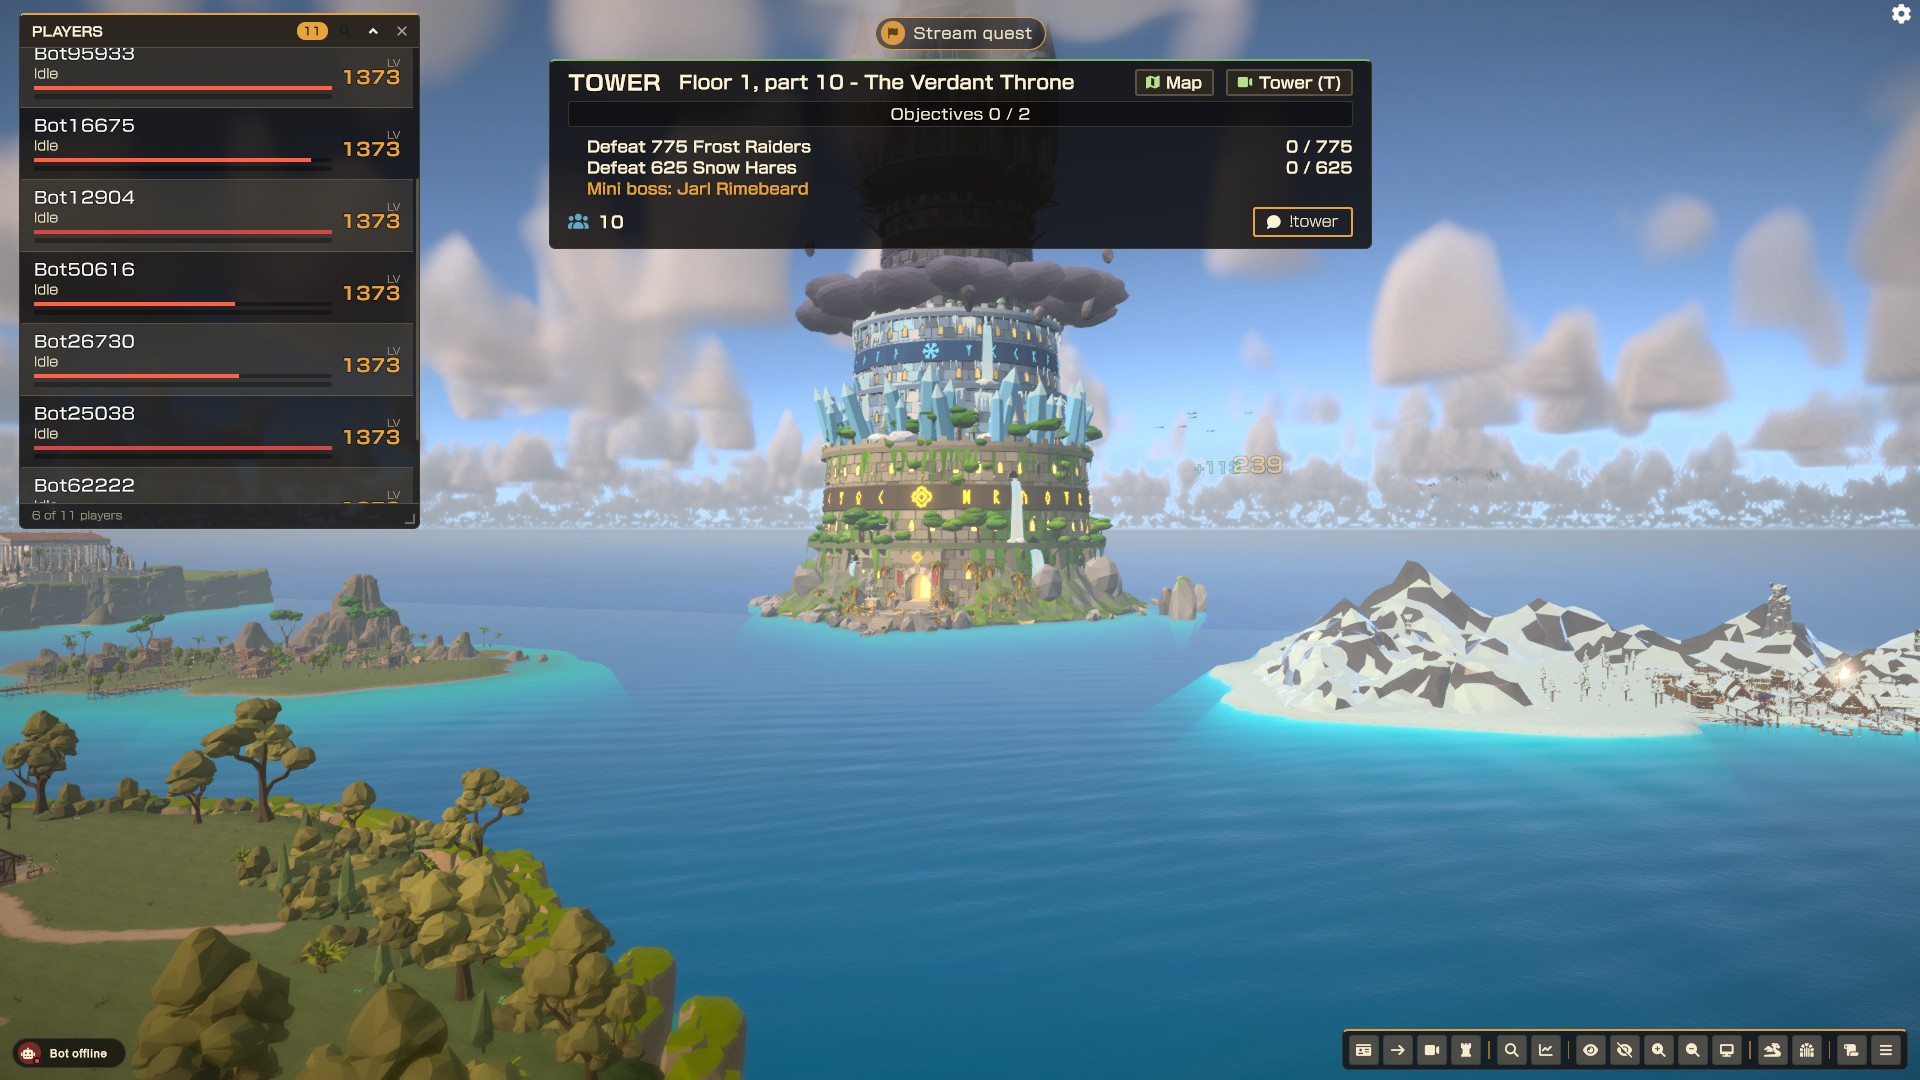 PLAYERS
11
Bot95933
Idle
LV
1373
Bot16675
Idle
LV
1373
Bot12904
Idle
LV
1373
Bot50616
Idle
LV
1373
Bot26730
Idle
LV
1373
Bot25038
Idle
LV
1373
Bot62222
LV
6 of 11 players
Stream quest
TOWER Floor 1, part 10 - The Verdant Throne
Map
Tower (T)
Objectives 0 / 2
Defeat 775 Frost Raiders 0 / 775
Defeat 625 Snow Hares 0 / 625
Mini boss: Jarl Rimebeard
10
!tower
239
Bot offline